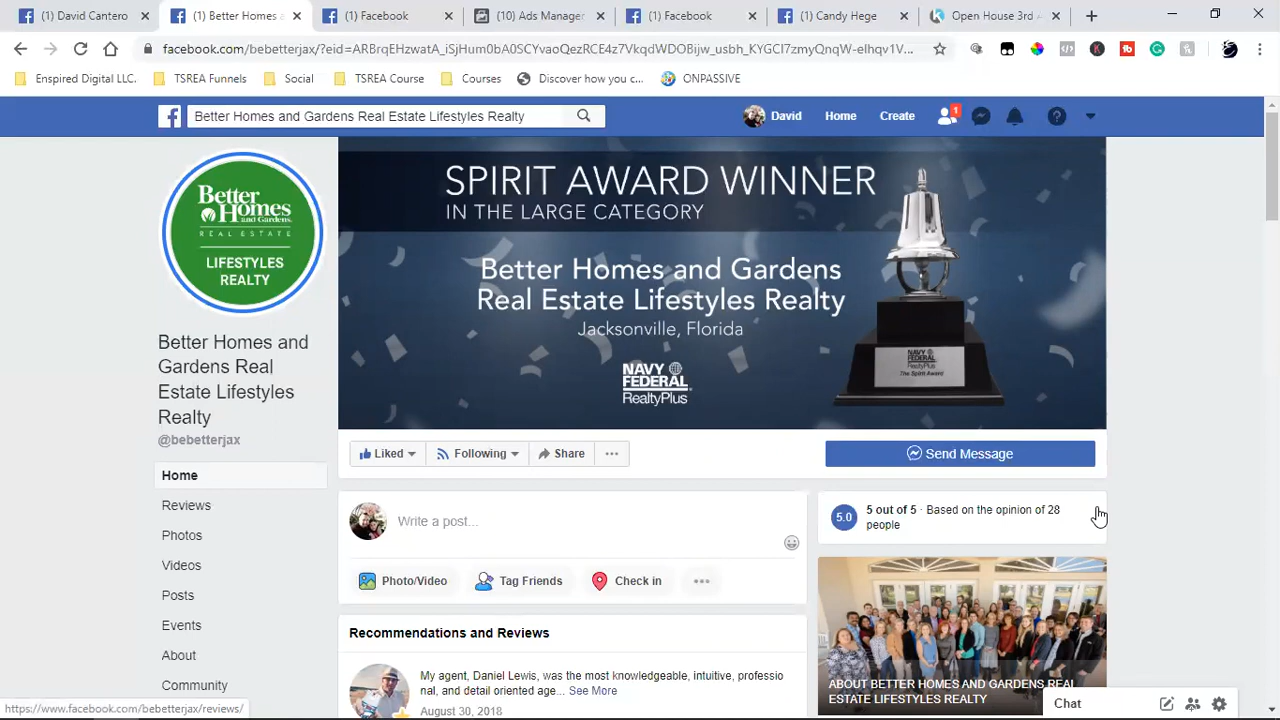 (1) David Cantero
(1) Better Homes a
(1) Facebook
(10) Ads Manager
(1) Facebook
(1) Candy Hege
Open House 3rd A
facebook.com/bebetterjax/?eid=ARBrqEHzwafA_iSjHum0bA0SCYvaoQezRCE4z7VkqdWDOBijw_usbh_KYGCI7zmyQnqW-elhqv1V...
Enspired Digital LLC.
TSREA Funnels
Social
TSREA Course
Courses
Discover how you c...
ONPASSIVE
Better Homes and Gardens Real Estate Lifestyles Realty
David
Home
Create
1
Better
Homes
and Gardens
REAL ESTATE
LIFESTYLES
REALTY
SPIRIT AWARD WINNER
IN THE LARGE CATEGORY
Better Homes and Gardens
Real Estate Lifestyles Realty
Jacksonville, Florida
NAVY
FEDERAL
RealtyPlus
NAVY
FEDERAL
RealtyPlus
The Spirit Award
Better Homes and
Gardens Real
Estate Lifestyles
Realty
@bebetterjax
Home
Reviews
Photos
Videos
Posts
Events
About
Community
Liked
Following
Share
Send Message
Write a post...
Photo/Video
Tag Friends
Check in
5.0
5 out of 5 · Based on the opinion of 28
people
Recommendations and Reviews
My agent, Daniel Lewis, was the most knowledgeable, intuitive, professio
nal, and detail oriented age... See More
August 30, 2018
ABOUT BETTER HOMES AND GARDENS REAL
ESTATE LIFESTYLES REALTY
Chat
https://www.facebook.com/bebetterjax/reviews/